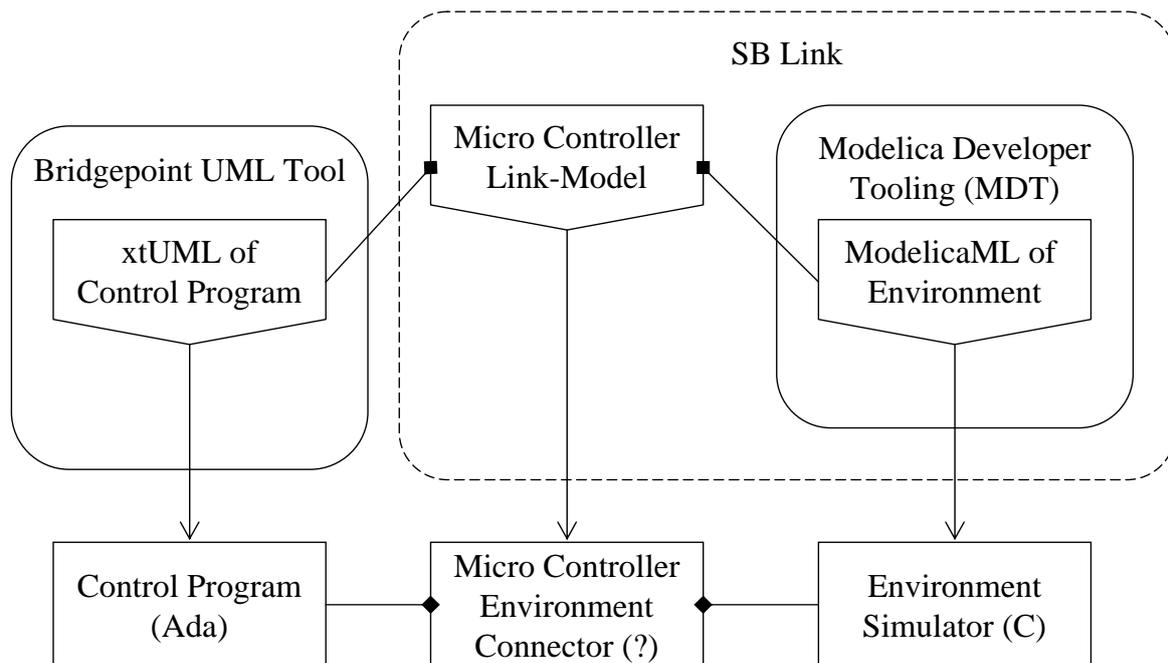 SB Link
Micro Controller
Link-Model
Bridgepoint UML Tool
Modelica Developer
Tooling (MDT)
xtUML of
Control Program
ModelicaML of
Environment
Control Program
(Ada)
Micro Controller
Environment
Connector (?)
Environment
Simulator (C)